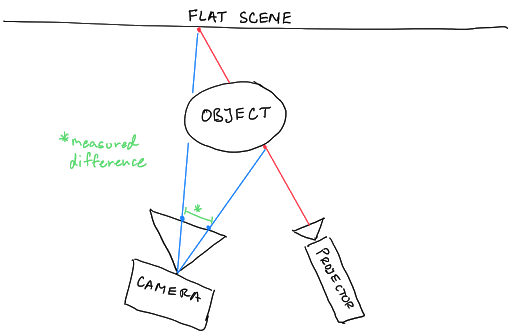 FLAT SCENE
OBJECT
*measured
difference
*
CAMERA
PROJECTOR